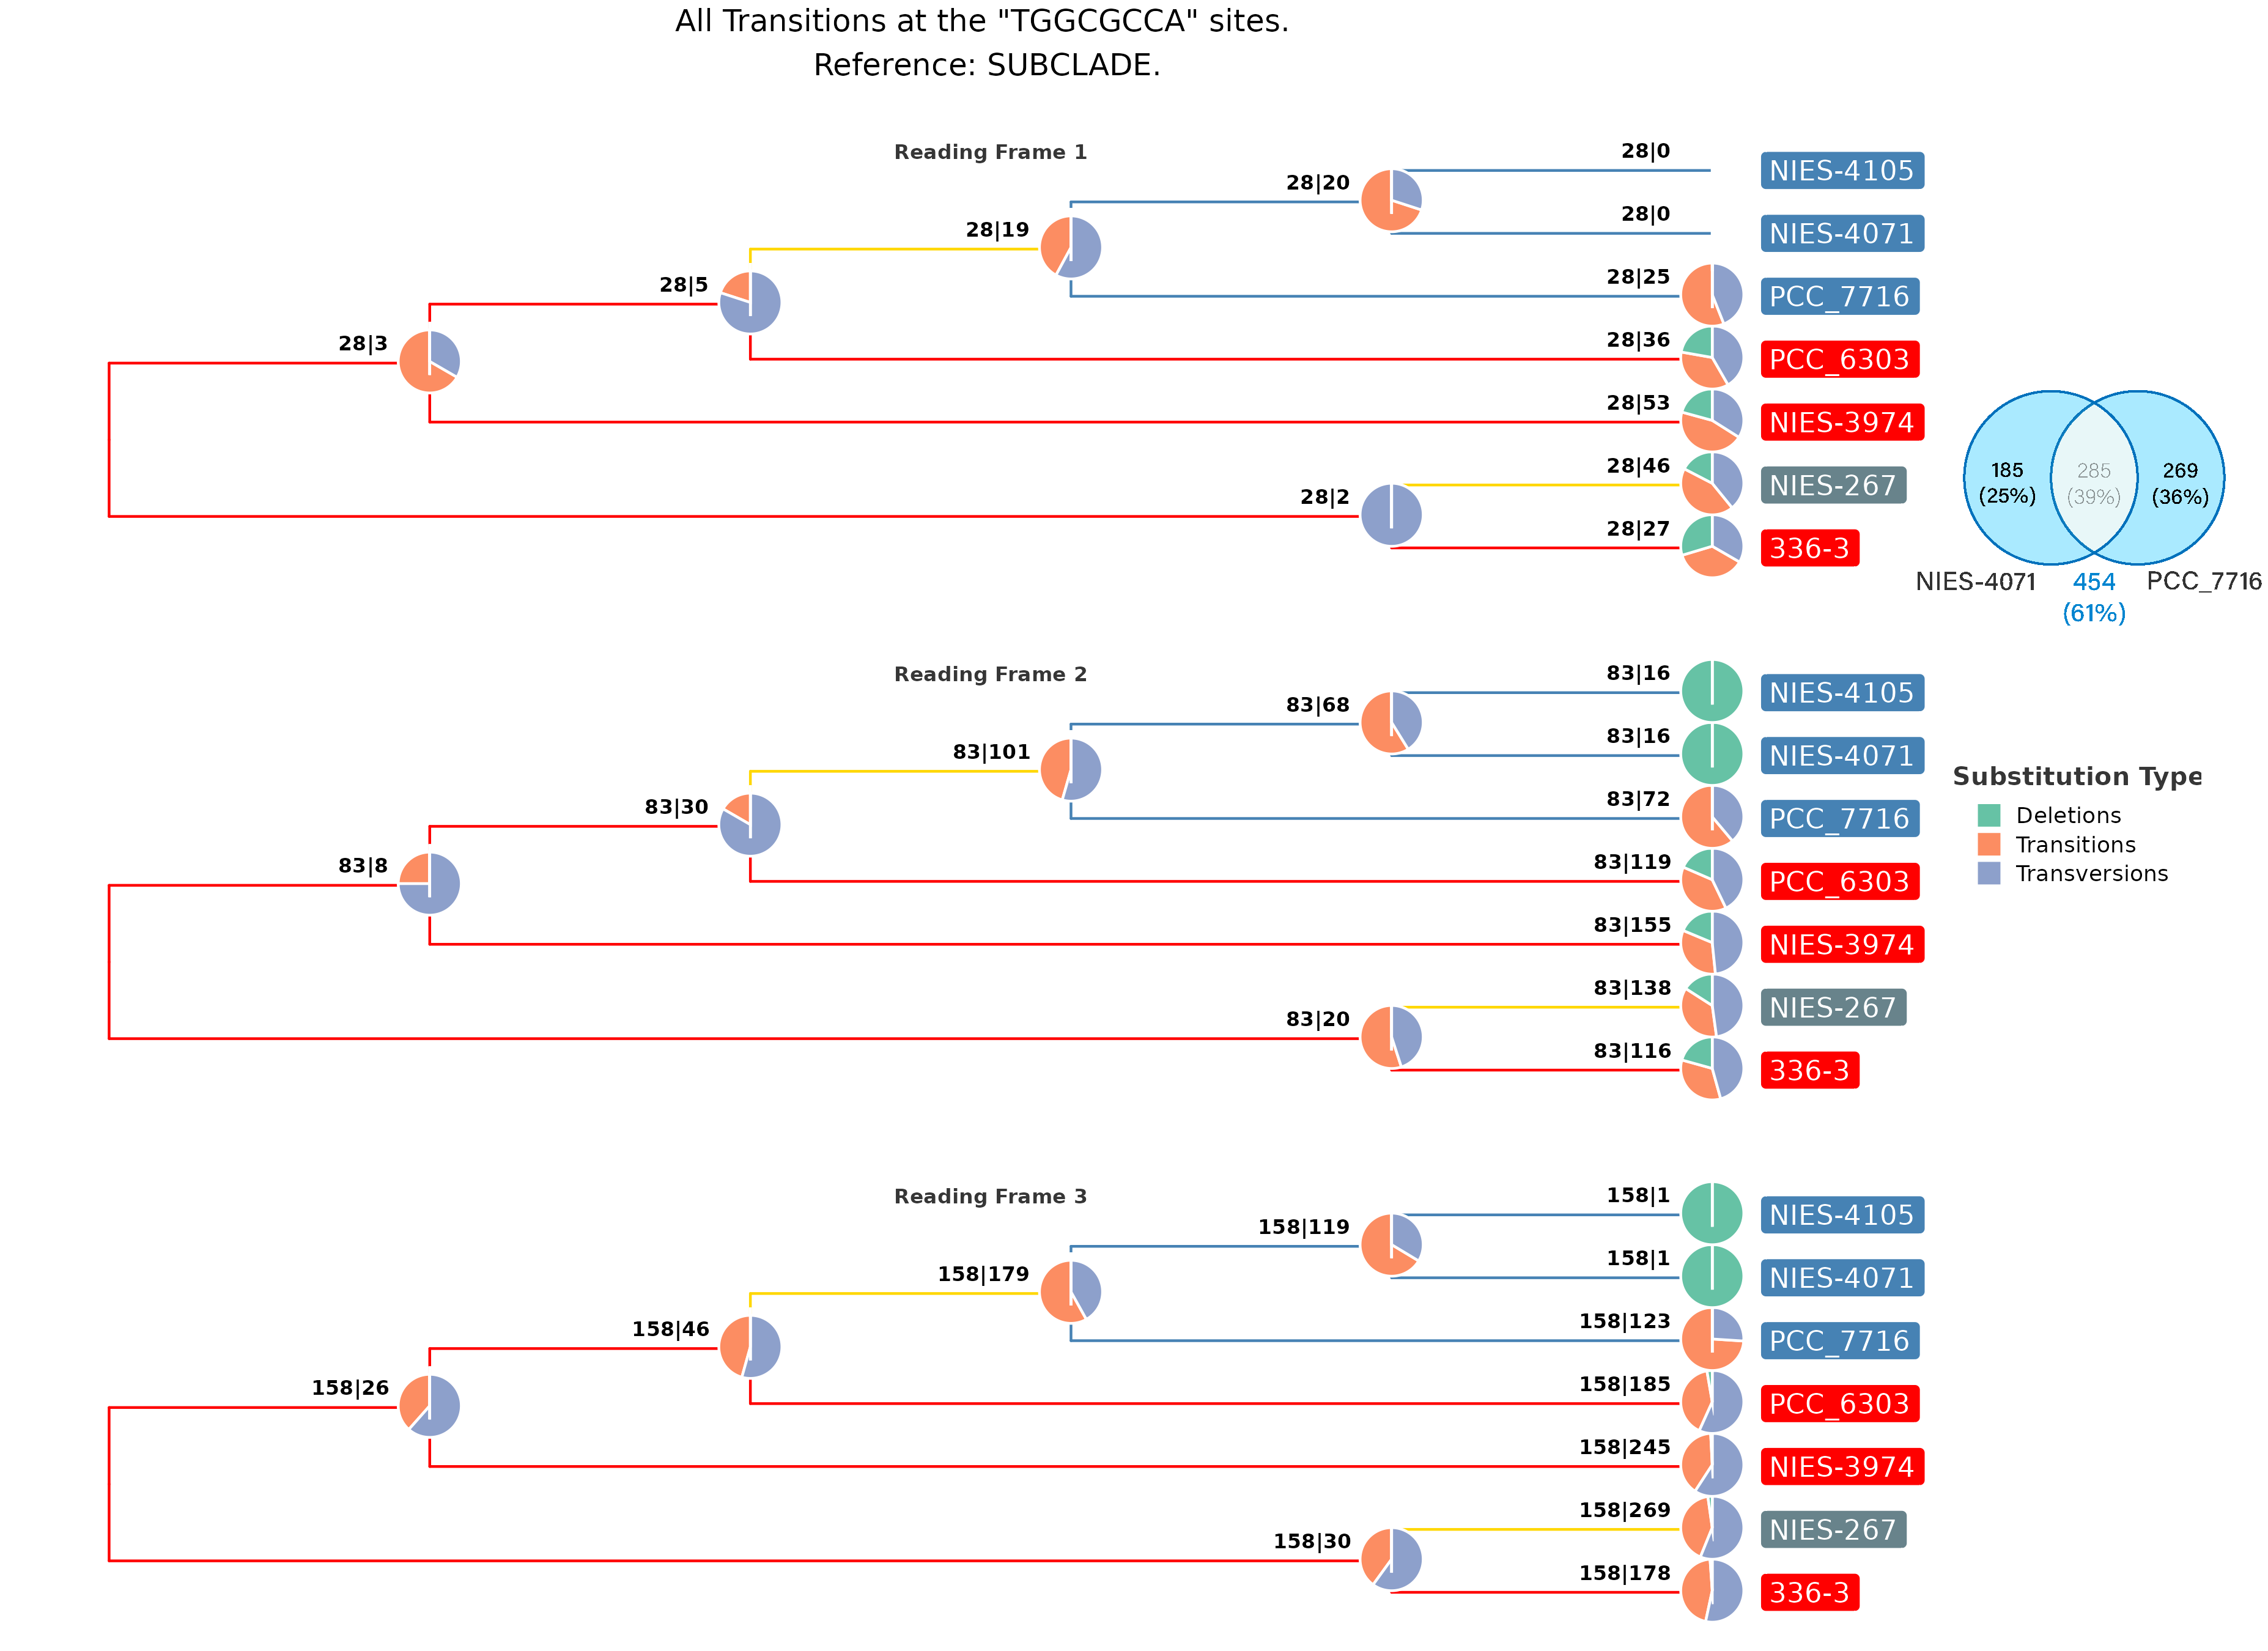 All Transitions at the "TGGCGCCA" sites.
Reference: SUBCLADE.
Reading Frame 1
28|0
NIES-4105
28|20
28|0
NIES-4071
28|19
28|25
PCC_7716
28|5
28|36
PCC_6303
28|3
28|53
NIES-3974
28|46
NIES-267
28|2
28|27
336-3
185
(25%)
285
(39%)
269
(36%)
NIES-4071
454
(61%)
PCC_7716
Reading Frame 2
83|16
NIES-4105
83|68
83|16
NIES-4071
83|101
83|72
PCC_7716
83|30
83|119
PCC_6303
83|8
83|155
NIES-3974
83|138
NIES-267
83|20
83|116
336-3
Substitution Type
Deletions
Transitions
Transversions
Reading Frame 3
158|1
NIES-4105
158|119
158|1
NIES-4071
158|179
158|123
PCC_7716
158|46
158|185
PCC_6303
158|26
158|245
NIES-3974
158|269
NIES-267
158|30
158|178
336-3